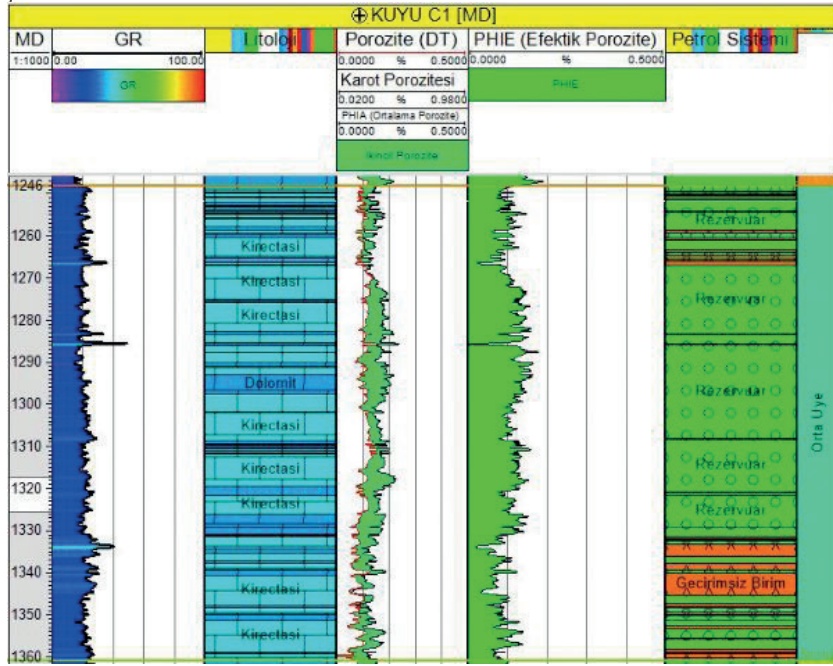 KUYU C1 [MD]
MD GR Litoloji Porozite (DT) PHIE (Efektik Porozite) Petrol Sistemi
1:1000 0.00 100.00 0.0000 % 0.5000 0.0000 % 0.5000
GR Karot Porozitesi PHIE
0.0200 % 0.9800
PHIA (Ortalama Porozite)
0.0000 % 0.5000
Ikincil Porozite
1246
Rezervuar
1260 Kirectasi
1270 Kirectasi
Rezervuar
1280 Kirectasi
1290
Dolomit Rezervuar
1300
Kirectasi
1310
Kirectasi Rezervuar
1320
Kirectasi Rezervuar
1330
1340 Kirectasi
Gecirimsiz Birim
1350
Kirectasi
1360
Orta Uye